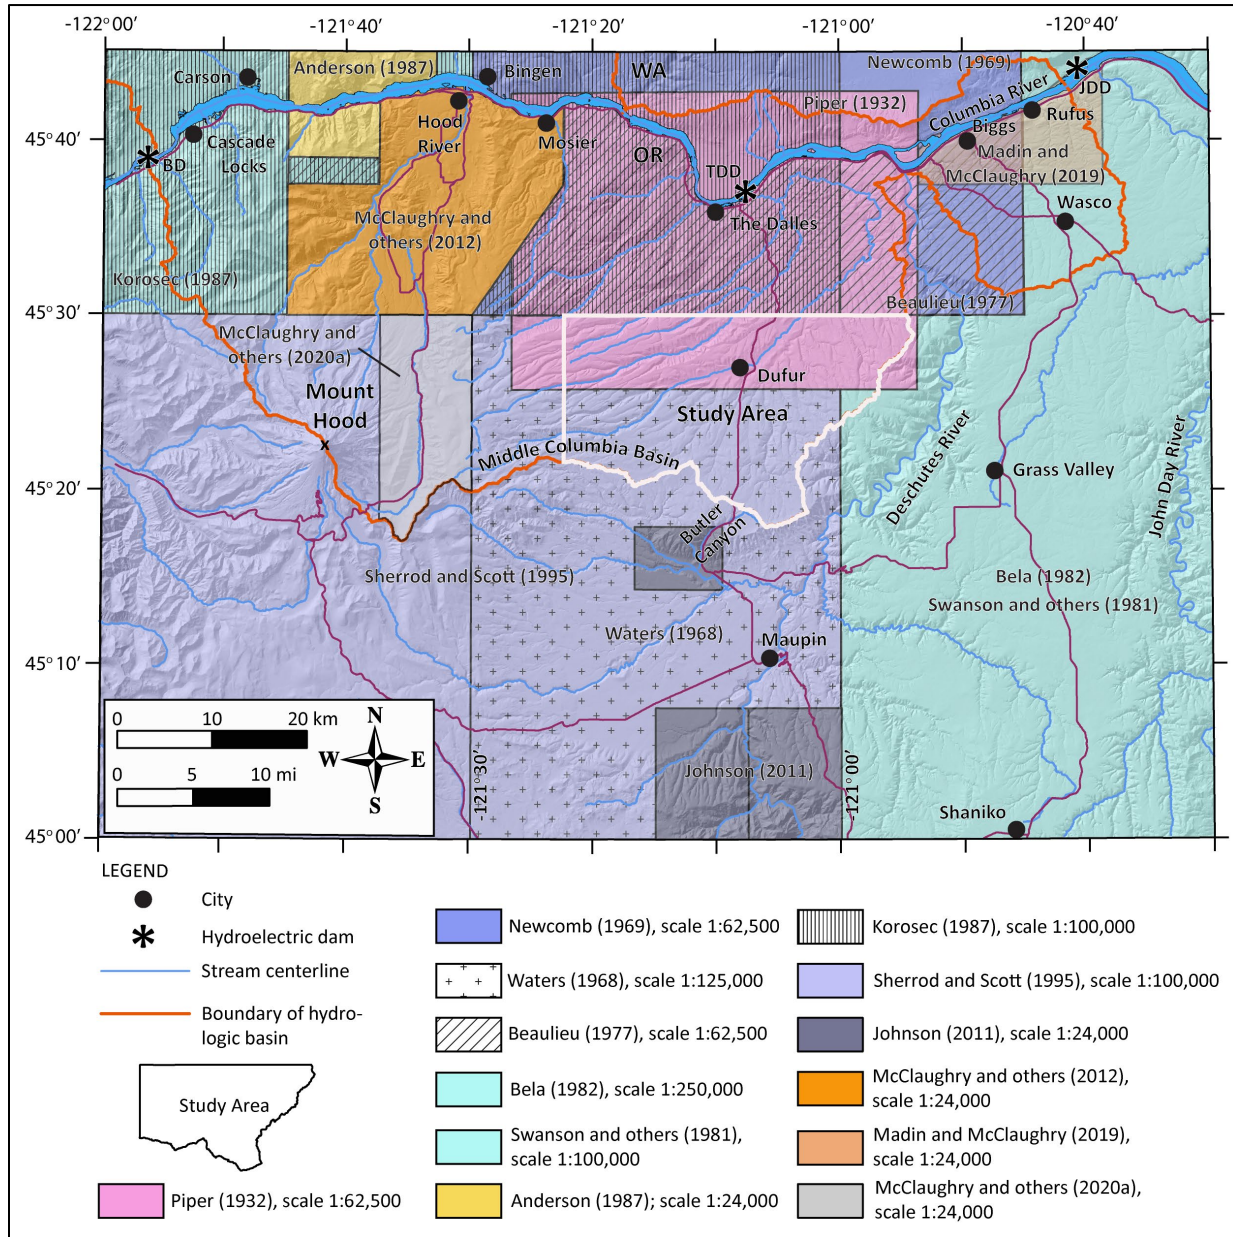 -122°00′
-121°40′
-121°20′
-121°00′
-120°40′
Carson
Anderson (1987)
Bingen
WA
Newcomb (1969)
Piper (1932)
Columbia River
JDD
45°40′
BD
Cascade
Locks
Hood
River
Mosier
OR
TDD
Biggs
Rufus
Madin and
McClaughry (2019)
The Dalles
Wasco
McClaughry and
others (2012)
Korosec (1987)
Beaulieu(1977)
45°30′
McClaughry and
others (2020a)
Mount
Hood
x
Dufur
Study Area
Middle Columbia Basin
Deschutes River
John Day River
Grass Valley
45°20′
Butler
Canyon
Sherrod and Scott (1995)
Bela (1982)
Swanson and others (1981)
Waters (1968)
Maupin
45°10′
0 10 20 km
0 5 10 mi
N
W E
S
-121°30′
Johnson (2011)
-121°00′
Shaniko
45°00′
LEGEND
City
Hydroelectric dam
Stream centerline
Boundary of hydro-
logic basin
Study Area
Piper (1932), scale 1:62,500
Newcomb (1969), scale 1:62,500
Waters (1968), scale 1:125,000
Beaulieu (1977), scale 1:62,500
Bela (1982), scale 1:250,000
Swanson and others (1981),
scale 1:100,000
Anderson (1987); scale 1:24,000
Korosec (1987), scale 1:100,000
Sherrod and Scott (1995), scale 1:100,000
Johnson (2011), scale 1:24,000
McClaughry and others (2012),
scale 1:24,000
Madin and McClaughry (2019),
scale 1:24,000
McClaughry and others (2020a),
scale 1:24,000